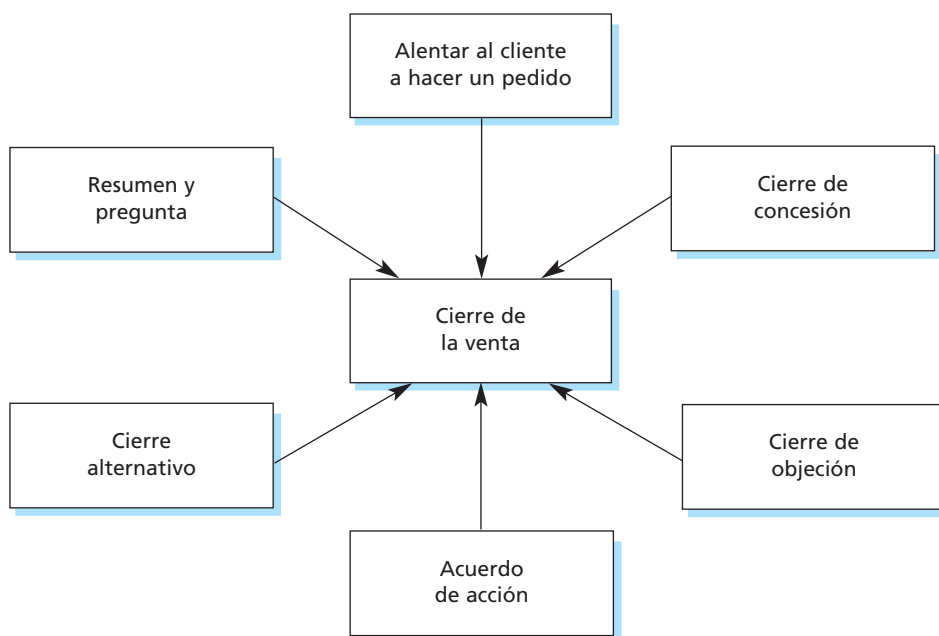 Alentar al cliente
a hacer un pedido
Resumen y
pregunta
Cierre de
concesión
Cierre de
la venta
Cierre
alternativo
Cierre de
objeción
Acuerdo
de acción